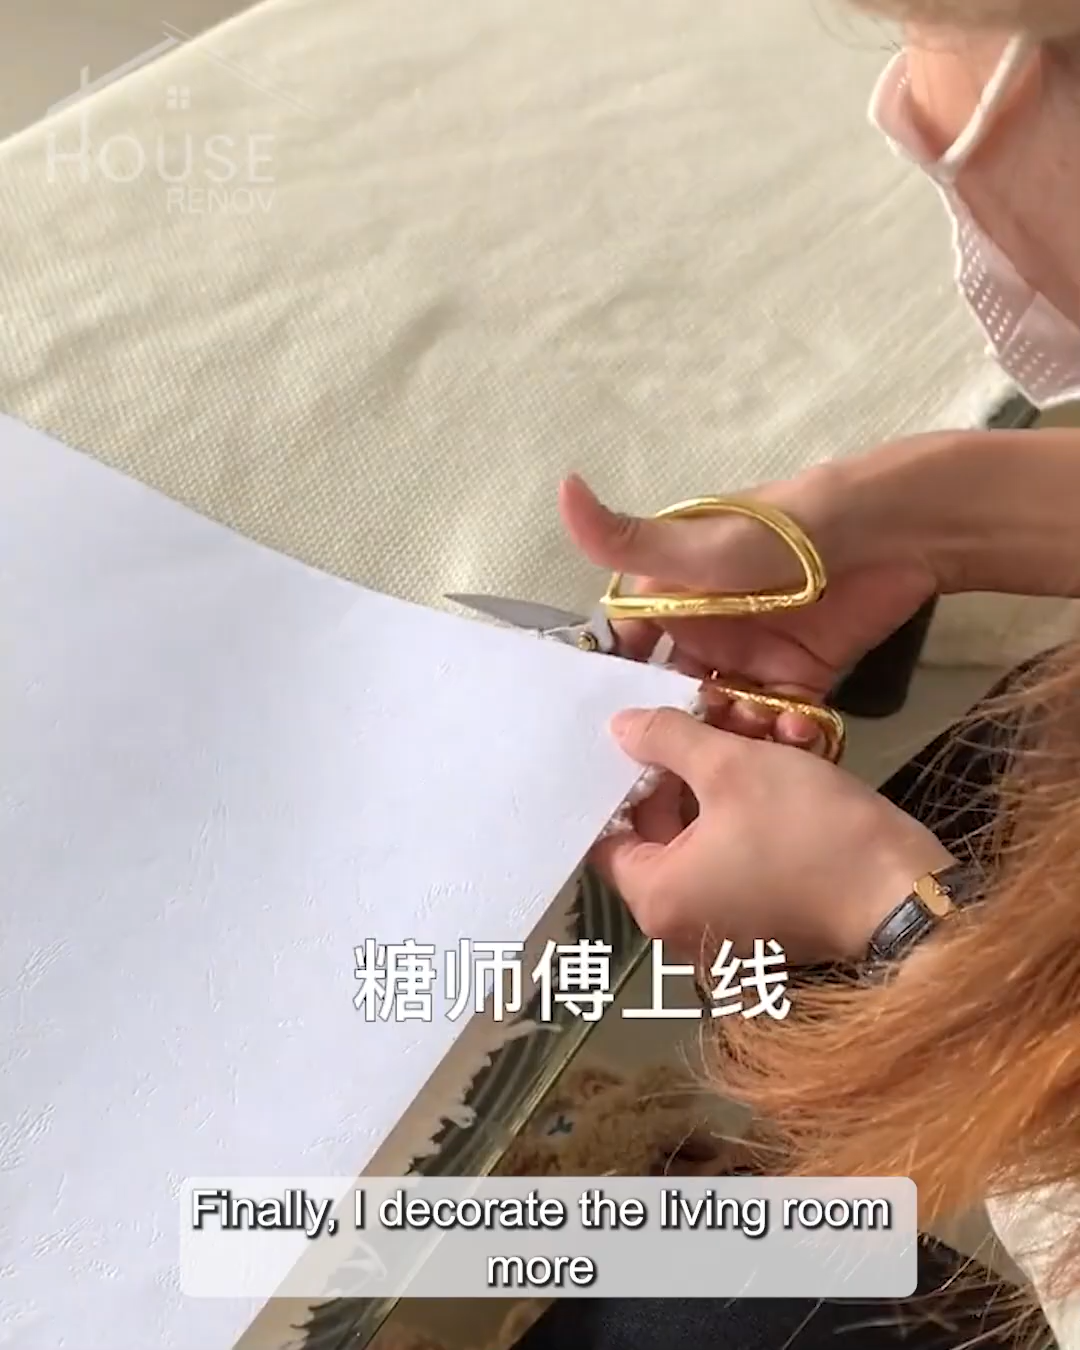 HOUSE
RENOV
糖师傅上线
Finally, I decorate the living room
more